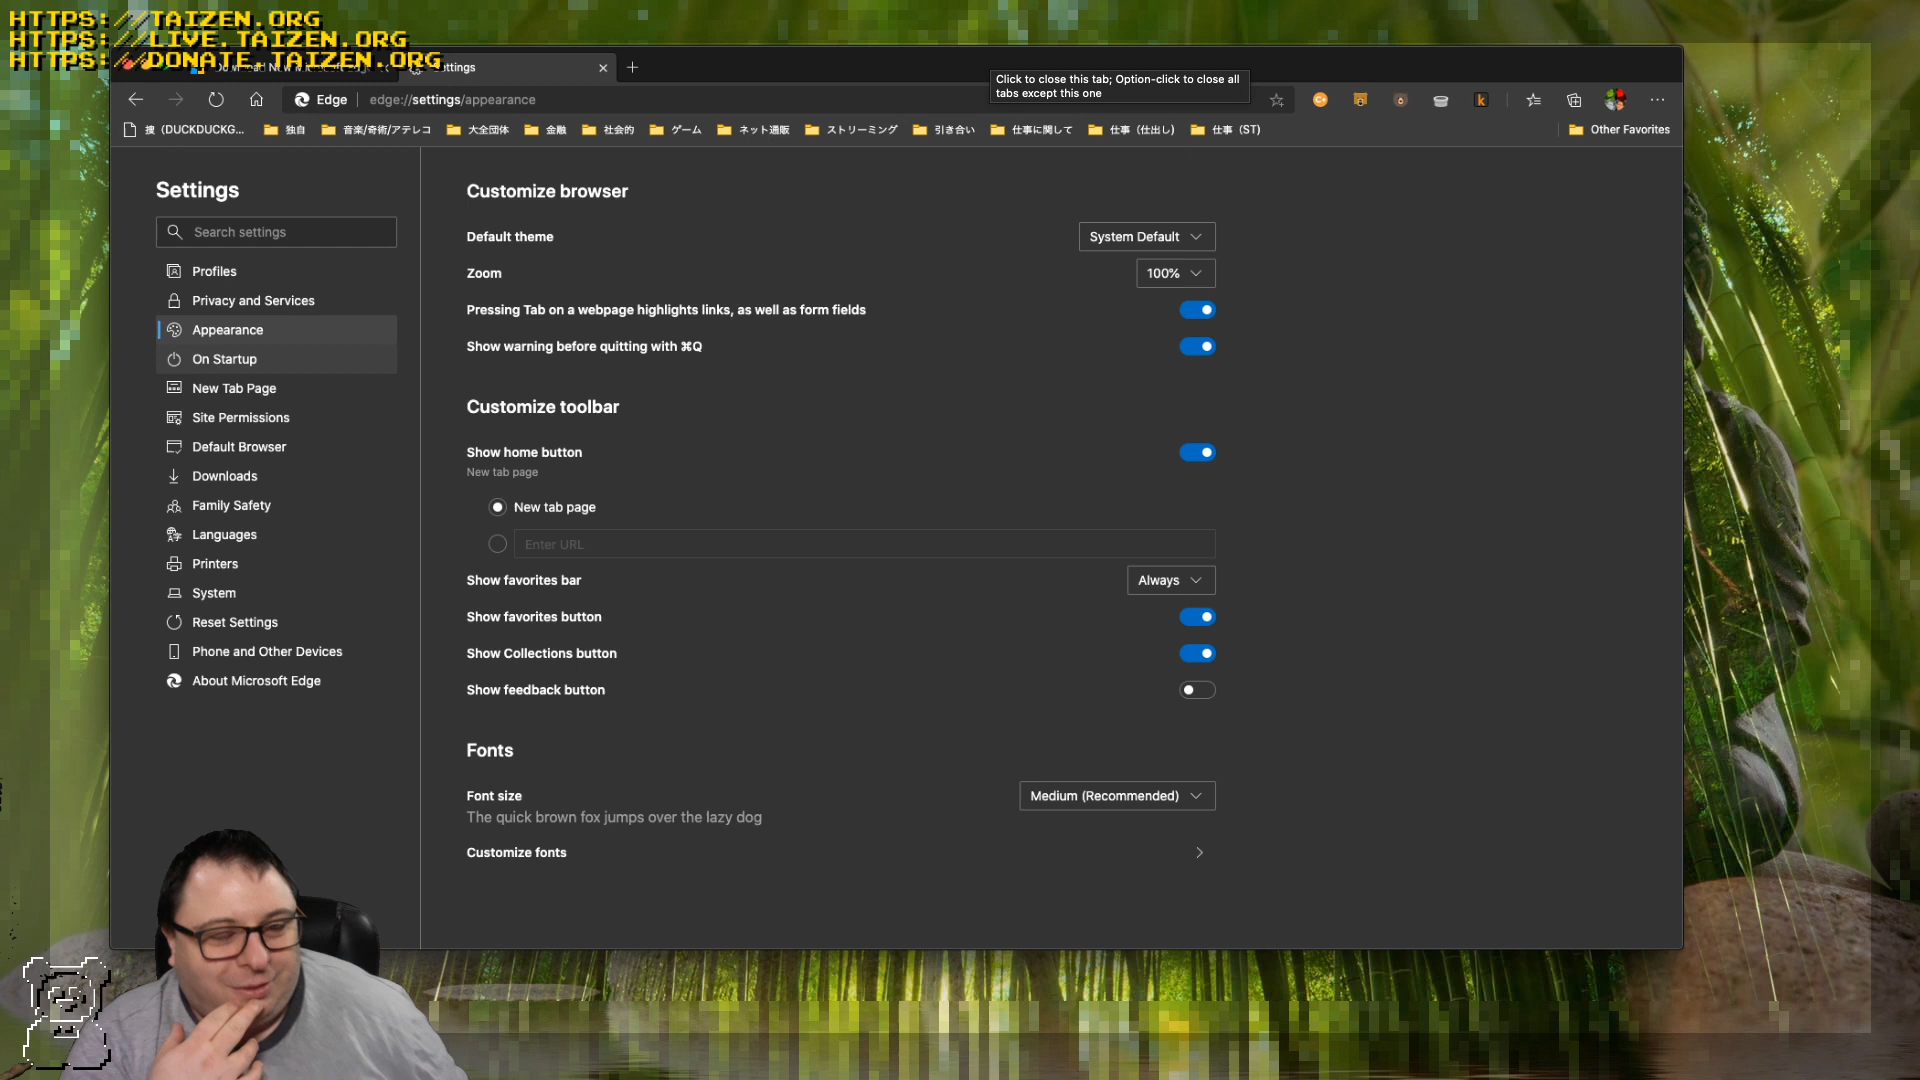 HTTPS://TAIZEN.ORG
HTTPS://LIVE.TAIZEN.ORG
HTTPS://DONATE.TAIZEN.ORG
Settings
Click to close this tab; Option-click to close all
tabs except this one
Edge
edge://settings/appearance
捜（DUCKDUCKG...
独自
音楽/奇術/アテレコ
大全団体
金融
社会的
ゲーム
ネット通販
ストリーミング
引き合い
仕事に関して
仕事（仕出し）
仕事（ST）
Other Favorites
Settings
Search settings
Profiles
Privacy and Services
Appearance
On Startup
New Tab Page
Site Permissions
Default Browser
Downloads
Family Safety
Languages
Printers
System
Reset Settings
Phone and Other Devices
About Microsoft Edge
Customize browser
Default theme
System Default
Zoom
100%
Pressing Tab on a webpage highlights links, as well as form fields
Show warning before quitting with ⌘Q
Customize toolbar
Show home button
New tab page
New tab page
Enter URL
Show favorites bar
Always
Show favorites button
Show Collections button
Show feedback button
Fonts
Font size
Medium (Recommended)
The quick brown fox jumps over the lazy dog
Customize fonts